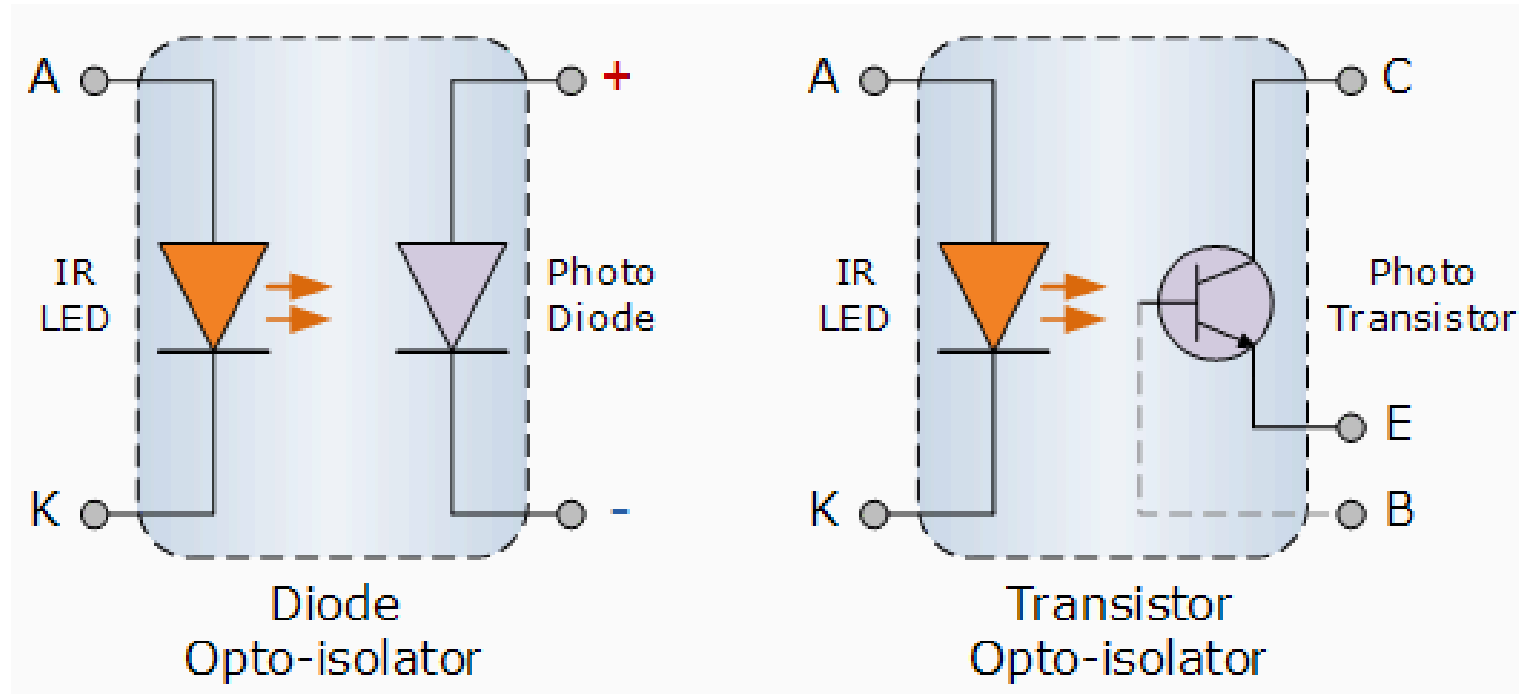 A
+
IR
LED
Photo
Diode
K
-
Diode
Opto-isolator
A
C
IR
LED
Photo
Transistor
E
K
B
Transistor
Opto-isolator